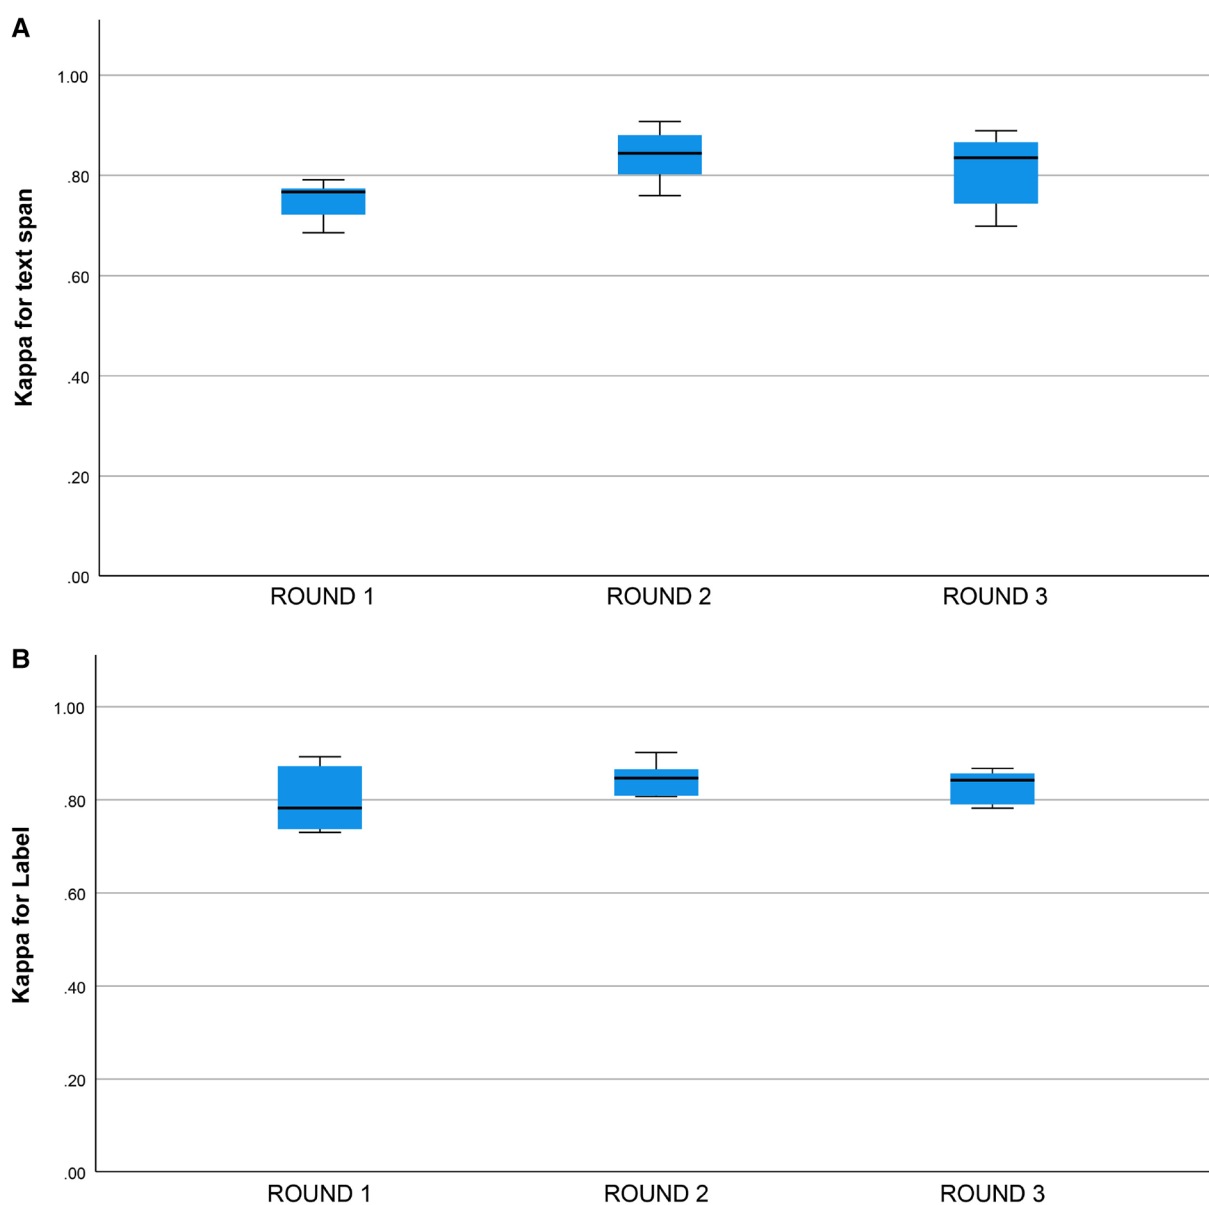 A
Kappa for text span
1.00
.80
.60
.40
.20
.00
ROUND 1 ROUND 2 ROUND 3
B
Kappa for Label
1.00
.80
.60
.40
.20
.00
ROUND 1 ROUND 2 ROUND 3